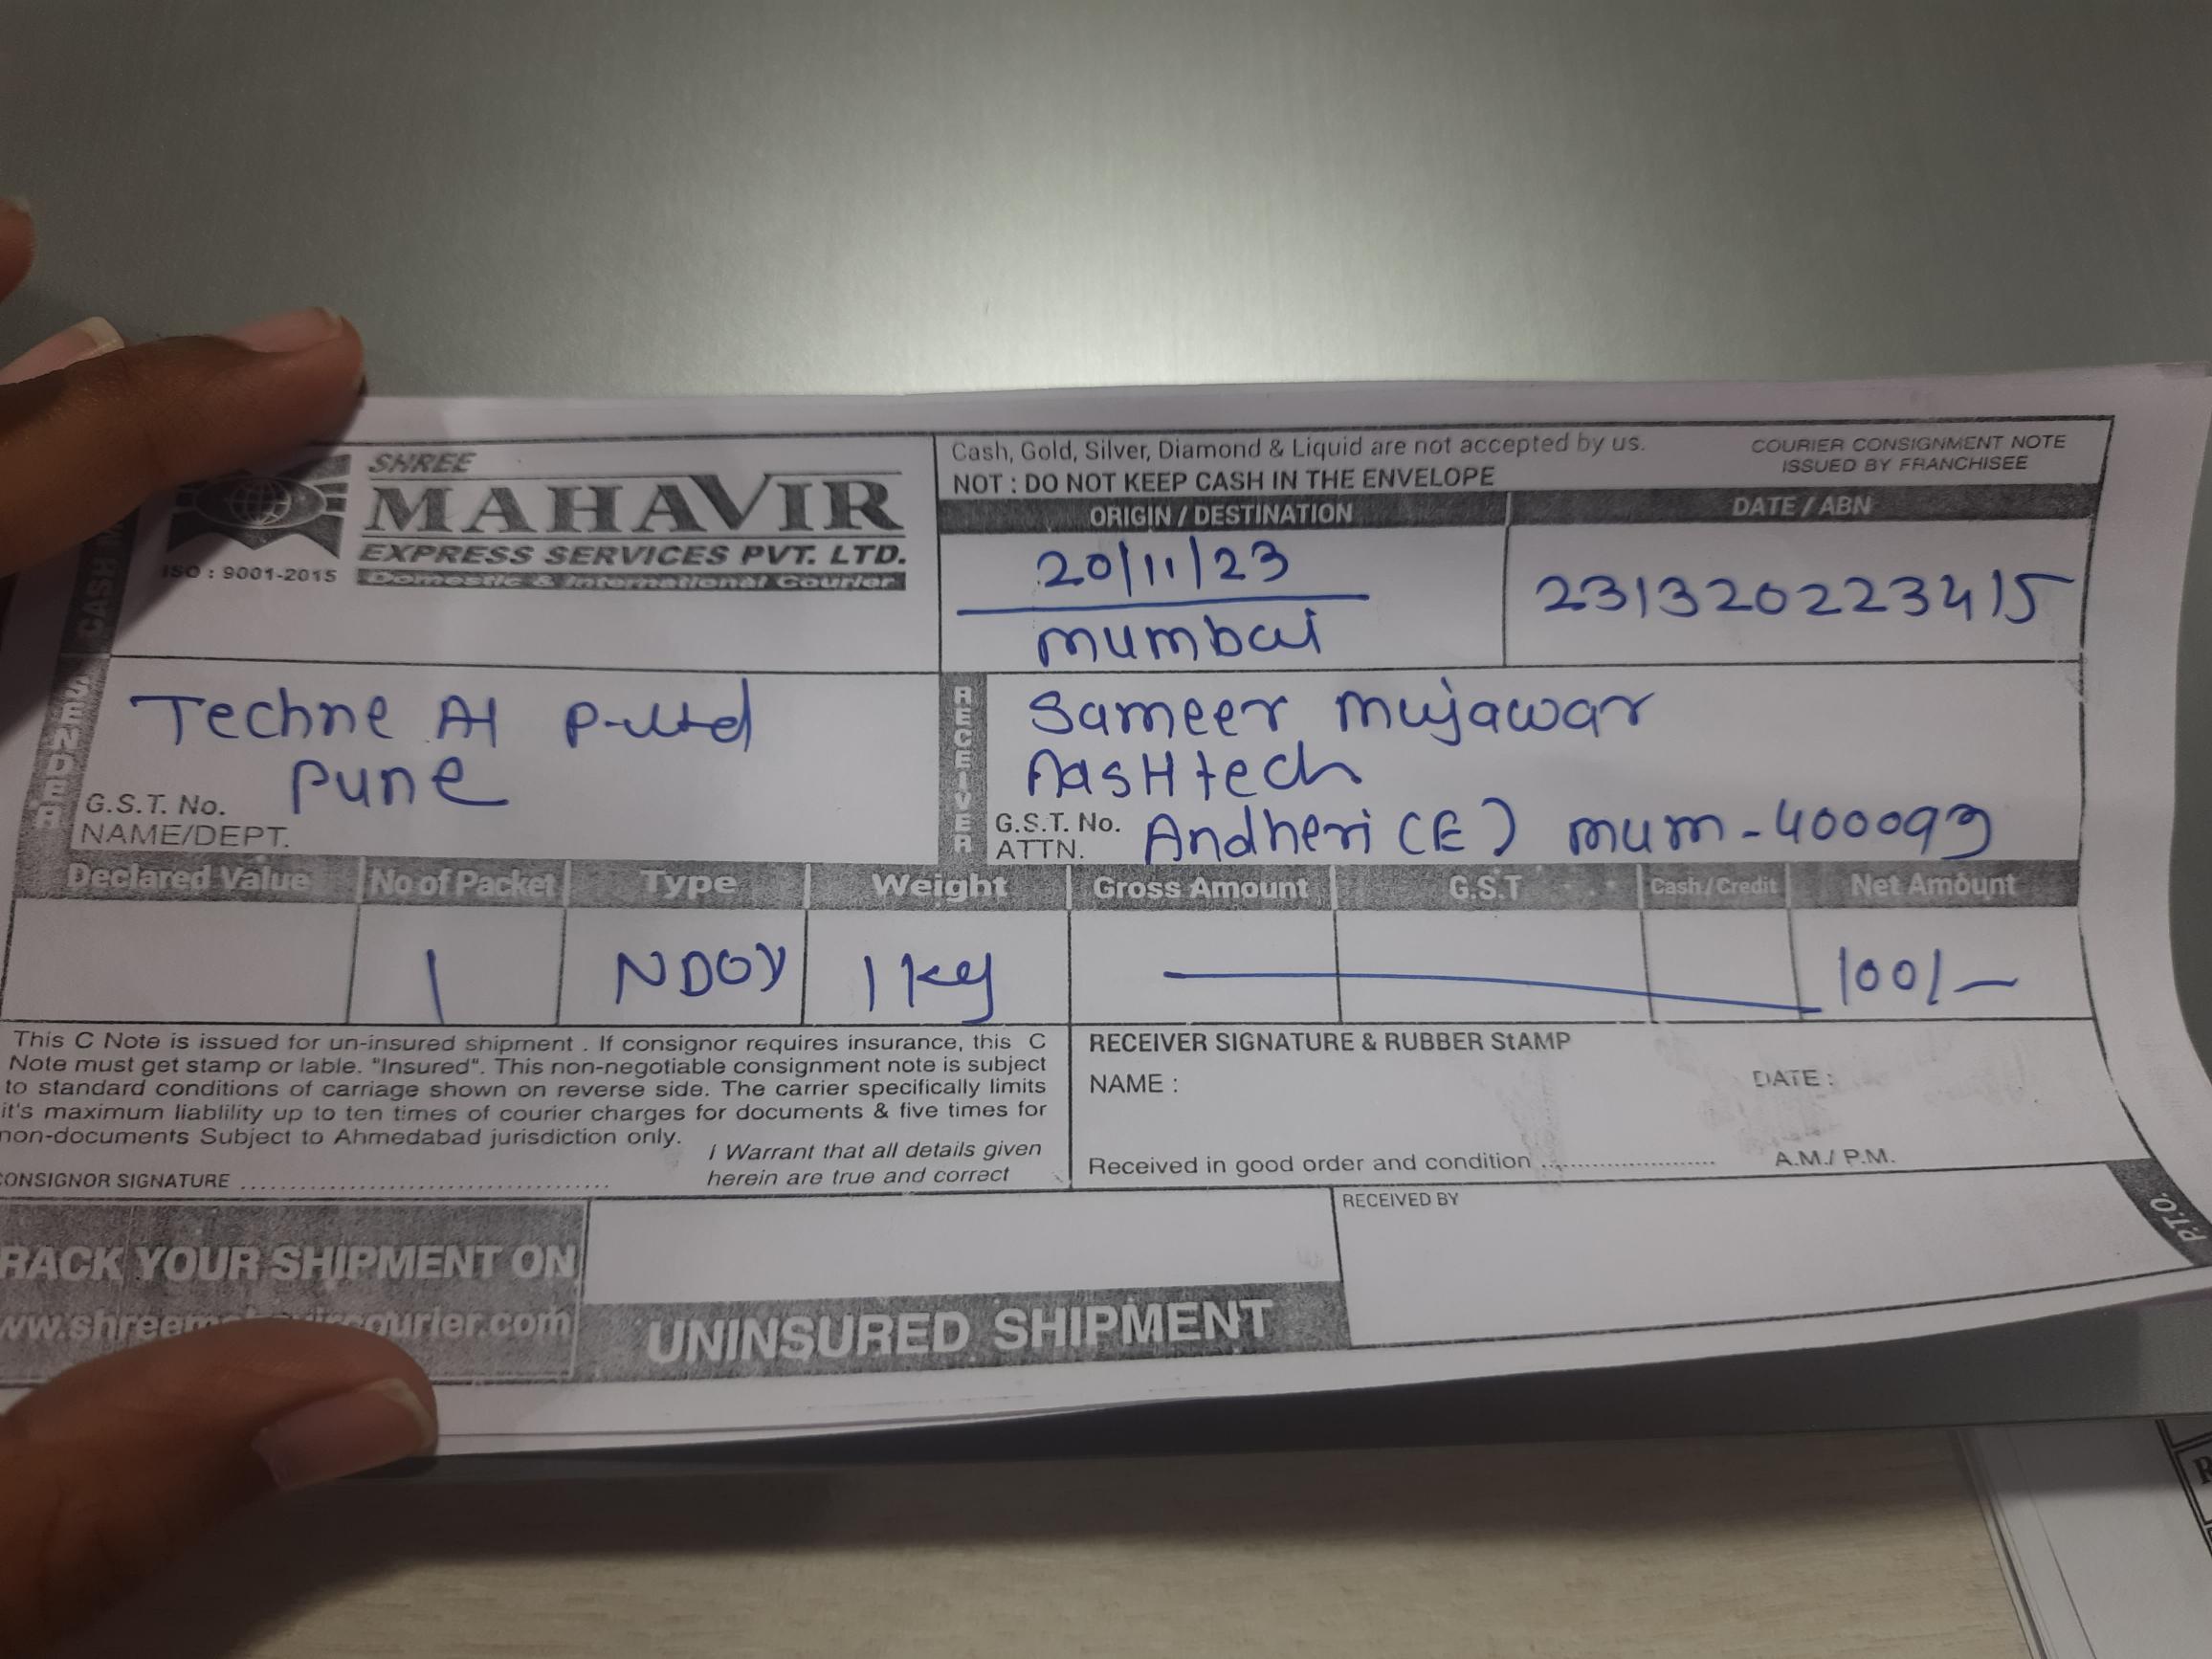 SHREE
MAHAVIR
EXPRESS SERVICES PVT. LTD.
ISO : 9001-2015
Domestic & International Courier
CASH
Cash, Gold, Silver, Diamond & Liquid are not accepted by us.
NOT : DO NOT KEEP CASH IN THE ENVELOPE
COURIER CONSIGNMENT NOTE
ISSUED BY FRANCHISEE
ORIGIN / DESTINATION
DATE / ABN
20/11/23
mumbai
231320223415
SENDER
Techne AI P.Ltd
Pune
G.S.T. No.
NAME/DEPT.
RECEIVER
Sameer Mujawar
AasHtech
G.S.T. No.
ATTN.
Andheri (E) mum-400093
Declared Value No of Packet Type Weight Gross Amount G.S.T Cash/Credit Net Amount
1 NDOX 1 kg 100/-
This C Note is issued for un-insured shipment . If consignor requires insurance, this C
Note must get stamp or lable. "Insured". This non-negotiable consignment note is subject
to standard conditions of carriage shown on reverse side. The carrier specifically limits
it's maximum liablility up to ten times of courier charges for documents & five times for
non-documents Subject to Ahmedabad jurisdiction only.
I Warrant that all details given
herein are true and correct
ONSIGNOR SIGNATURE ....................................
RECEIVER SIGNATURE & RUBBER StAMP
NAME :
DATE :
Received in good order and condition ........................
A.M./ P.M.
RACK YOUR SHIPMENT ON
UNINSURED SHIPMENT
RECEIVED BY
P.T.O.